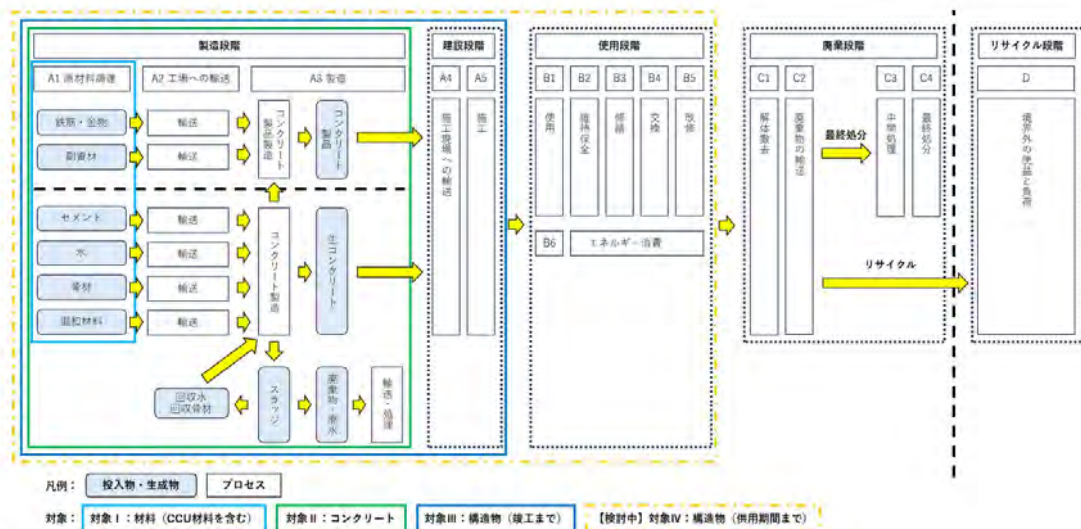 製造段階
建設段階
使用段階
廃棄段階
リサイクル段階
A1 原材料調達
A2 工場への輸送
A3 製造
A4
A5
B1
B2
B3
B4
B5
C1
C2
C3
C4
D
鉄筋・金物
輸送
コンクリート製品製造
コンクリート製品
副資材
輸送
セメント
輸送
水
輸送
骨材
輸送
混和材料
輸送
コンクリート製造
生コンクリート
回収水
回収骨材
スラッジ
廃棄物・廃水
輸送・処理
施工現場への輸送
施工
使用
維持保全
修繕
交換
改修
B6
エネルギー消費
解体撤去
廃棄物の輸送
最終処分
中間処理
最終処分
リサイクル
境界外の便益と負荷
凡例：
投入物・生成物
プロセス
対象：
対象Ⅰ：材料（CCU材料を含む）
対象Ⅱ：コンクリート
対象Ⅲ：構造物（竣工まで）
【検討中】対象Ⅳ：構造物（供用期間まで）